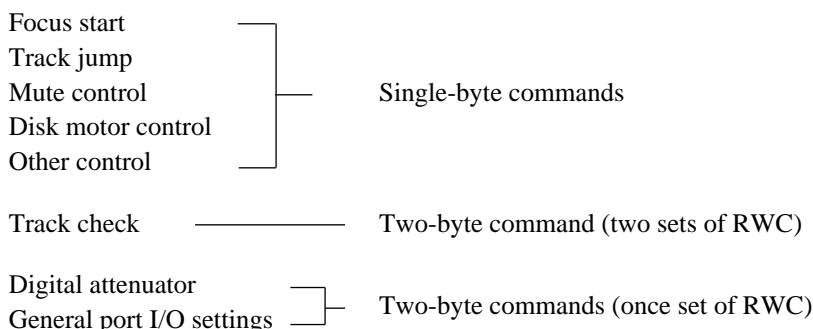 Focus start
Track jump
Mute control
Single-byte commands
Disk motor control
Other control
Track check
Two-byte command (two sets of RWC)
Digital attenuator
General port I/O settings
Two-byte commands (once set of RWC)